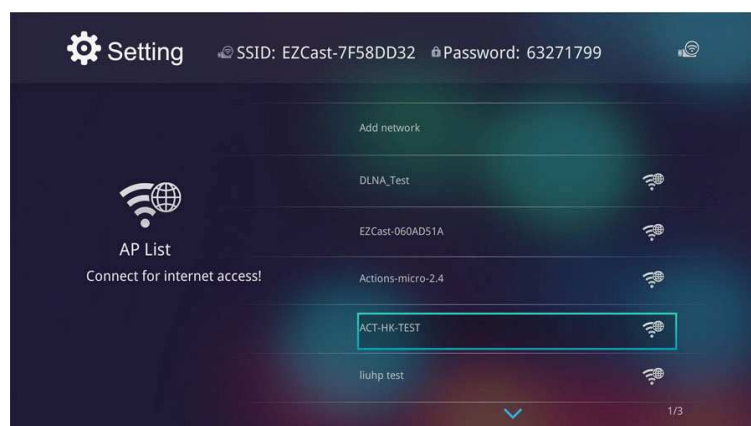 Setting SSID: EZCast-7F58DD32 Password: 63271799
Add network
DLNA_Test
EZCast-060AD51A
AP List
Connect for internet access!
Actions-micro-2.4
ACT-HK-TEST
liuhp test
1/3